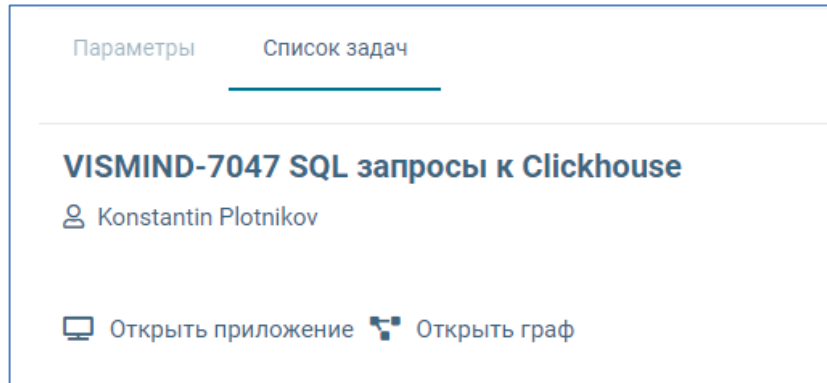 Параметры Список задач
VISMIND-7047 SQL запросы к Clickhouse
Konstantin Plotnikov
Открыть приложение Открыть граф